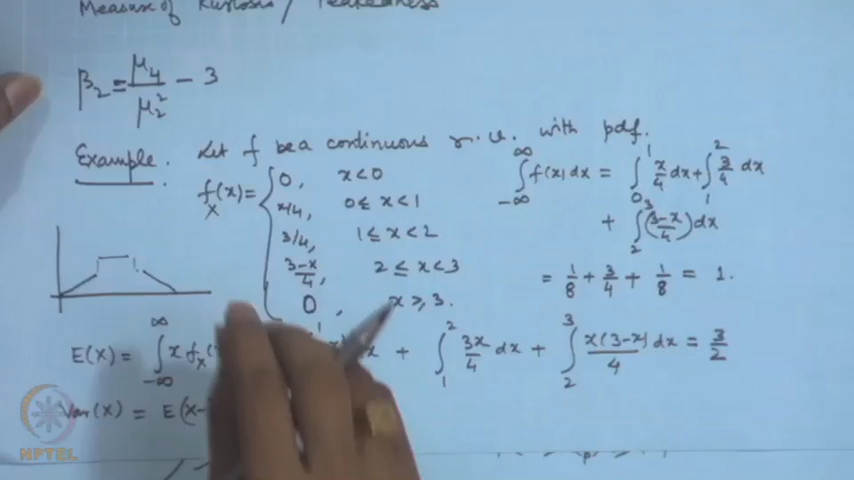 Measure of Kurtosis / Peakedness
β₂ = μ₄ / μ₂² − 3
Example. Let f be a continuous r.v. with pdf.
f_X(x) = { 0, x < 0
x/4, 0 ≤ x < 1
3/4, 1 ≤ x < 2
(3−x)/4, 2 ≤ x < 3
0, x ≥ 3.
∫_{−∞}^{∞} f(x) dx = ∫_0^1 x/4 dx + ∫_1^2 3/4 dx
+ ∫_2^3 (3−x)/4 dx
= 1/8 + 3/4 + 1/8 = 1.
E(X) = ∫_{−∞}^{∞} x f_X( + ∫_1^2 3x/4 dx + ∫_2^3 x(3−x)/4 dx = 3/2
Var(X) = E(X−
NPTEL